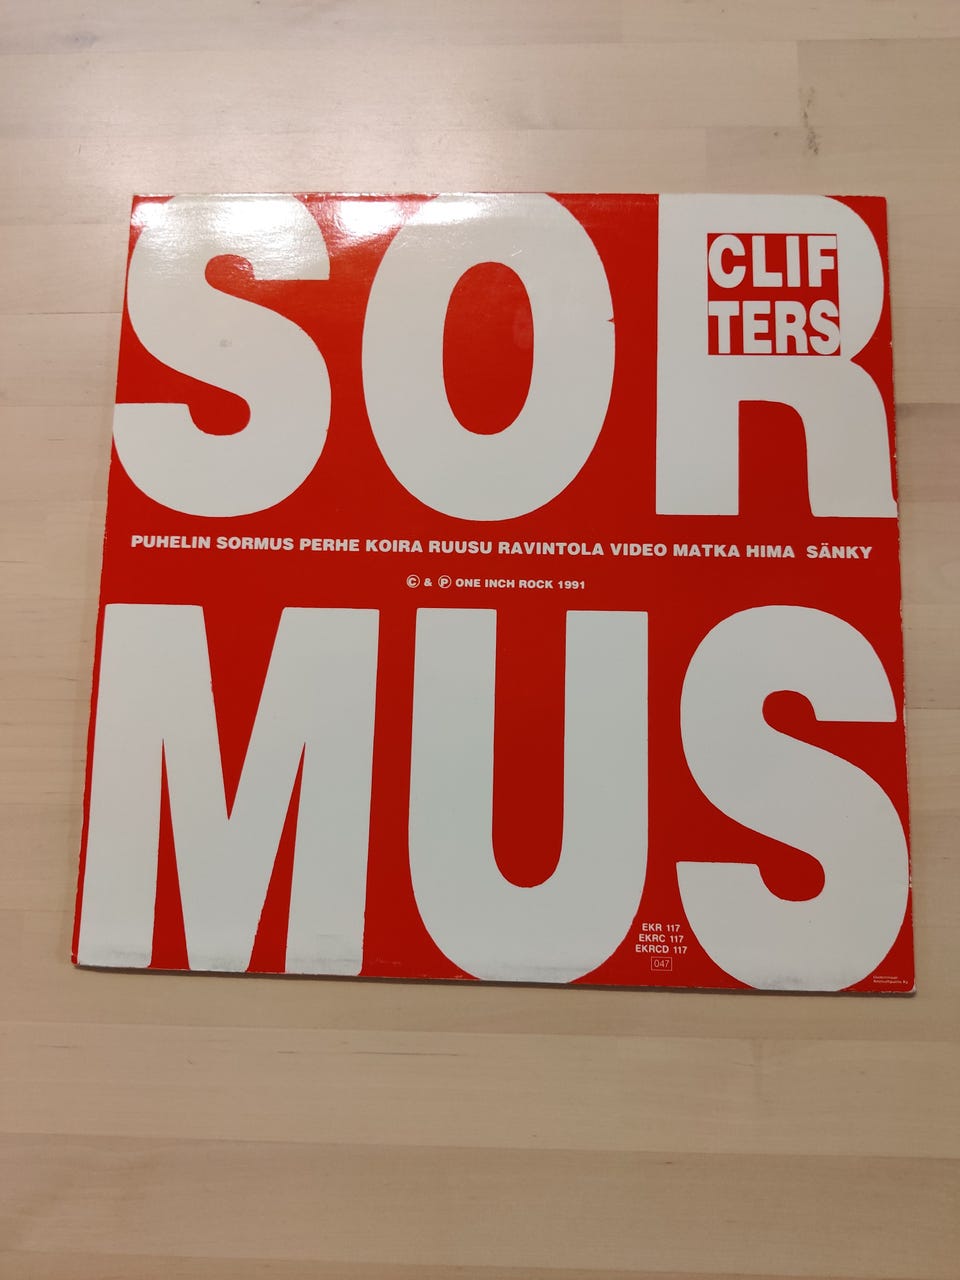 SOR
CLIF
TERS
PUHELIN SORMUS PERHE KOIRA RUUSU RAVINTOLA VIDEO MATKA HIMA SÄNKY
© & ℗ ONE INCH ROCK 1991
MUS
EKR 117
EKRC 117
EKRCD 117
047